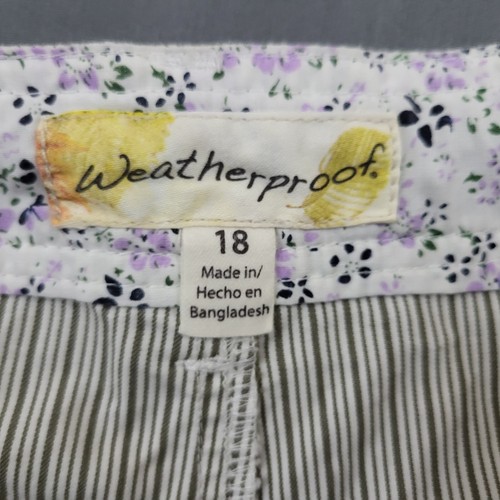 Weatherproof®
18
Made in/
Hecho en
Bangladesh